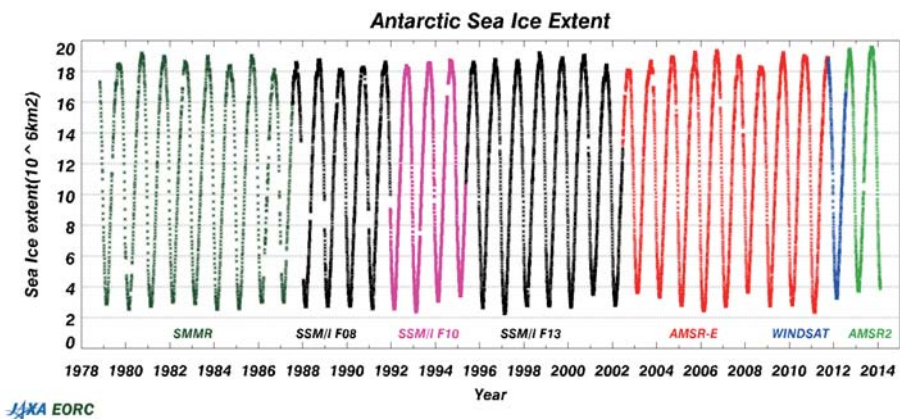 Antarctic Sea Ice Extent
Sea Ice extent(10^6km2)
20
18
16
14
12
10
8
6
4
2
0
SMMR SSM/I F08 SSM/I F10 SSM/I F13 AMSR-E WINDSAT AMSR2
1978 1980 1982 1984 1986 1988 1990 1992 1994 1996 1998 2000 2002 2004 2006 2008 2010 2012 2014
Year
JAXA EORC